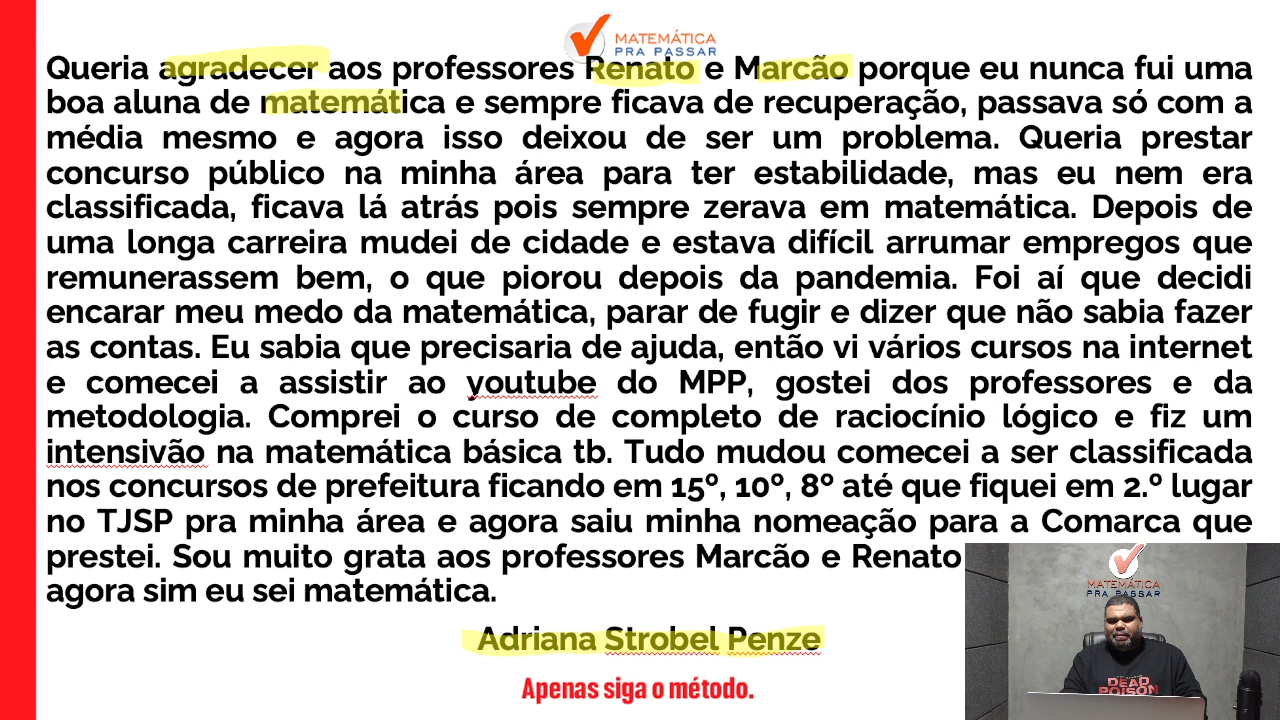 MATEMÁTICA
PRA PASSAR
Queria agradecer aos professores Renato e Marcão porque eu nunca fui uma
boa aluna de matemática e sempre ficava de recuperação, passava só com a
média mesmo e agora isso deixou de ser um problema. Queria prestar
concurso público na minha área para ter estabilidade, mas eu nem era
classificada, ficava lá atrás pois sempre zerava em matemática. Depois de
uma longa carreira mudei de cidade e estava difícil arrumar empregos que
remunerassem bem, o que piorou depois da pandemia. Foi aí que decidi
encarar meu medo da matemática, parar de fugir e dizer que não sabia fazer
as contas. Eu sabia que precisaria de ajuda, então vi vários cursos na internet
e comecei a assistir ao youtube do MPP, gostei dos professores e da
metodologia. Comprei o curso de completo de raciocínio lógico e fiz um
intensivão na matemática básica tb. Tudo mudou comecei a ser classificada
nos concursos de prefeitura ficando em 15º, 10º, 8º até que fiquei em 2.º lugar
no TJSP pra minha área e agora saiu minha nomeação para a Comarca que
prestei. Sou muito grata aos professores Marcão e Renato
agora sim eu sei matemática.
Adriana Strobel Penze
Apenas siga o método.
MATEMÁTICA
PRA PASSAR
DEAD
POISON